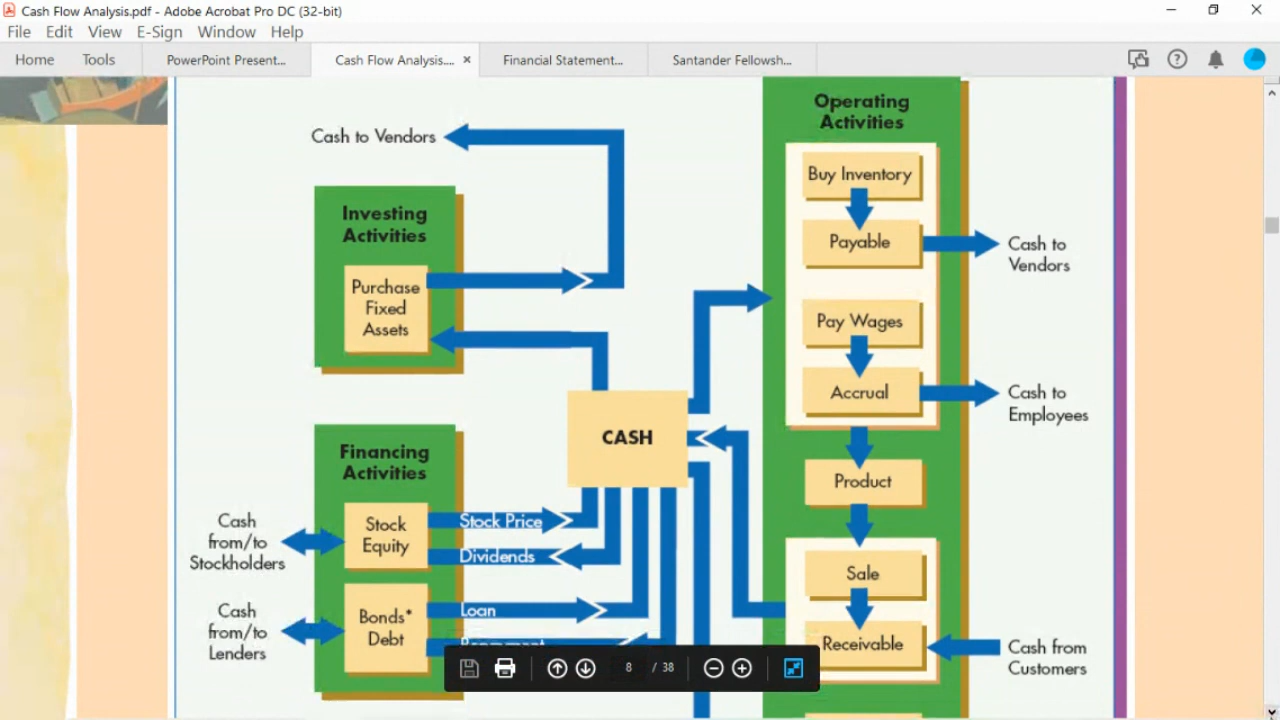 Cash Flow Analysis.pdf - Adobe Acrobat Pro DC (32-bit)
File Edit View E-Sign Window Help
Home Tools PowerPoint Present... Cash Flow Analysis.... × Financial Statement... Santander Fellowsh...
Cash to Vendors
Investing
Activities
Purchase
Fixed
Assets
Financing
Activities
Cash
from/to
Stockholders
Stock
Equity
Stock Price
Dividends
Cash
from/to
Lenders
Bonds*
Debt
Loan
CASH
Operating
Activities
Buy Inventory
Payable
Cash to
Vendors
Pay Wages
Accrual
Cash to
Employees
Product
Sale
Receivable
Cash from
Customers
8 / 38